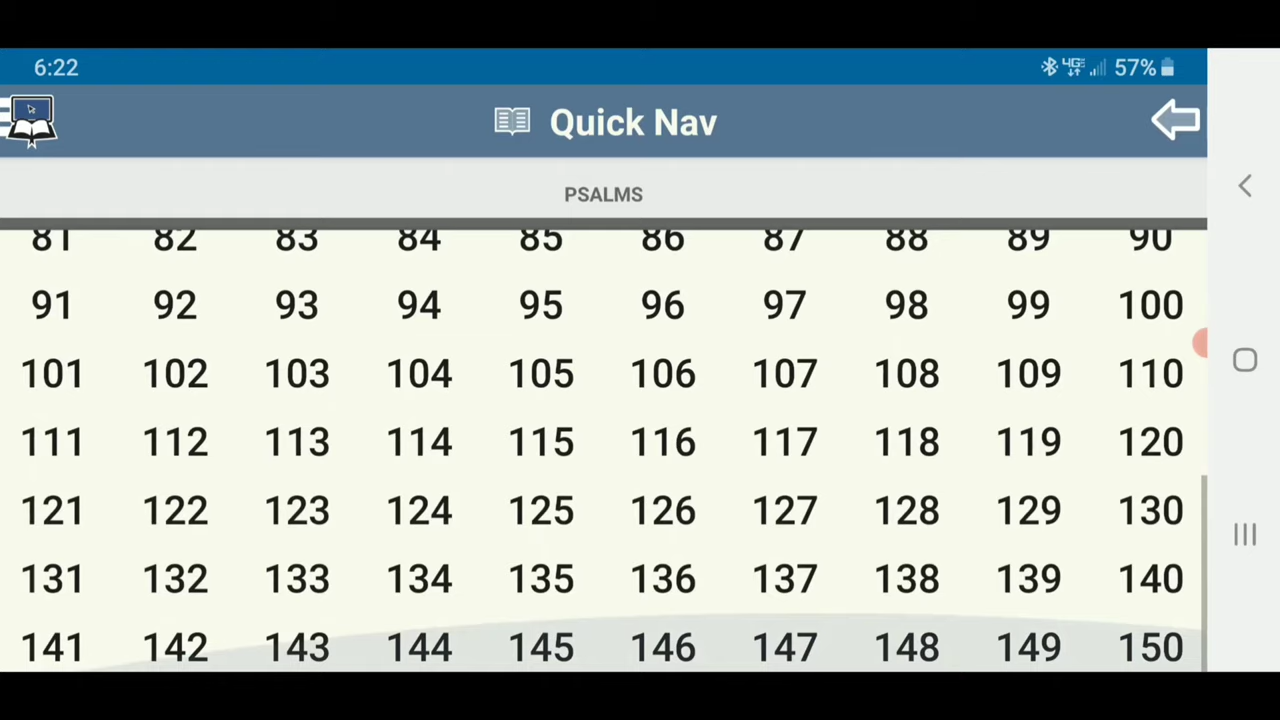 6:22 4G 57%
Quick Nav
PSALMS
81 82 83 84 85 86 87 88 89 90
91 92 93 94 95 96 97 98 99 100
101 102 103 104 105 106 107 108 109 110
111 112 113 114 115 116 117 118 119 120
121 122 123 124 125 126 127 128 129 130
131 132 133 134 135 136 137 138 139 140
141 142 143 144 145 146 147 148 149 150